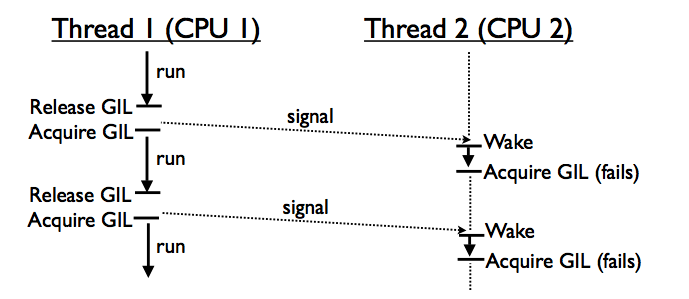 Thread 1 (CPU 1)
Thread 2 (CPU 2)
run
Release GIL
signal
Acquire GIL
Wake
run
Acquire GIL (fails)
Release GIL
signal
Acquire GIL
Wake
run
Acquire GIL (fails)